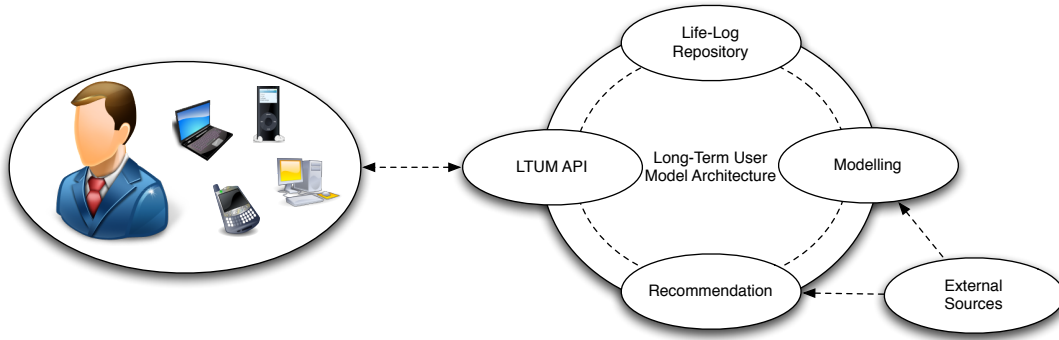 Life-Log
Repository
LTUM API
Long-Term User
Model Architecture
Modelling
Recommendation
External
Sources